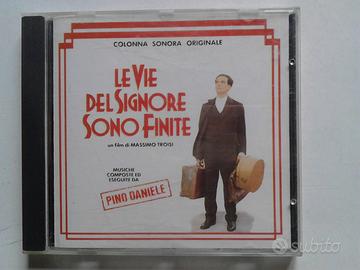 COLONNA SONORA ORIGINALE
LE VIE
DEL SIGNORE
SONO FINITE
un film di MASSIMO TROISI
MUSICHE
COMPOSTE ED
ESEGUITE DA
PINO DANIELE
subito